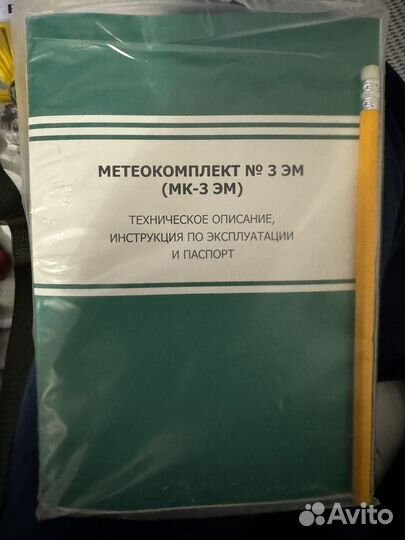 МЕТЕОКОМПЛЕКТ № 3 ЭМ
(МК-3 ЭМ)
ТЕХНИЧЕСКОЕ ОПИСАНИЕ,
ИНСТРУКЦИЯ ПО ЭКСПЛУАТАЦИИ
И ПАСПОРТ
Avito